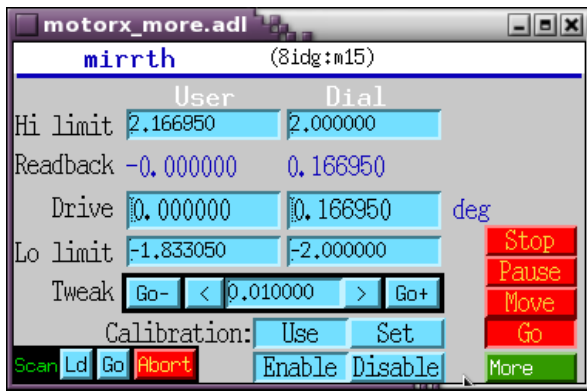 motorx_more.adl
mirrth (8idg:m15)
User Dial
Hi limit 2.166950 2.000000
Readback -0.000000 0.166950
Drive 0.000000 0.166950 deg
Lo limit -1.833050 -2.000000
Stop
Pause
Tweak Go- < 0.010000 > Go+
Move
Calibration: Use Set Go
Scan Ld Go Abort Enable Disable More